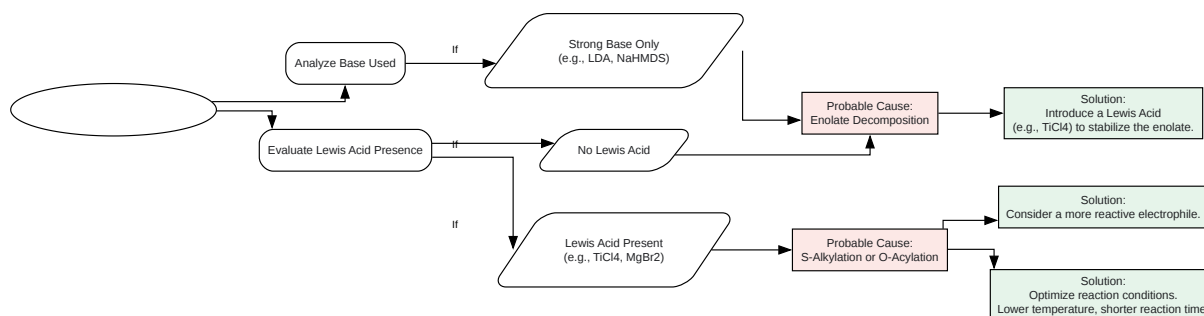 Analyze Base Used
If
Strong Base Only
(e.g., LDA, NaHMDS)
Probable Cause:
Enolate Decomposition
Solution:
Introduce a Lewis Acid
(e.g., TiCl4) to stabilize the enolate.
Evaluate Lewis Acid Presence
If
No Lewis Acid
If
Lewis Acid Present
(e.g., TiCl4, MgBr2)
Probable Cause:
S-Alkylation or O-Acylation
Solution:
Consider a more reactive electrophile.
Solution:
Optimize reaction conditions.
Lower temperature, shorter reaction time